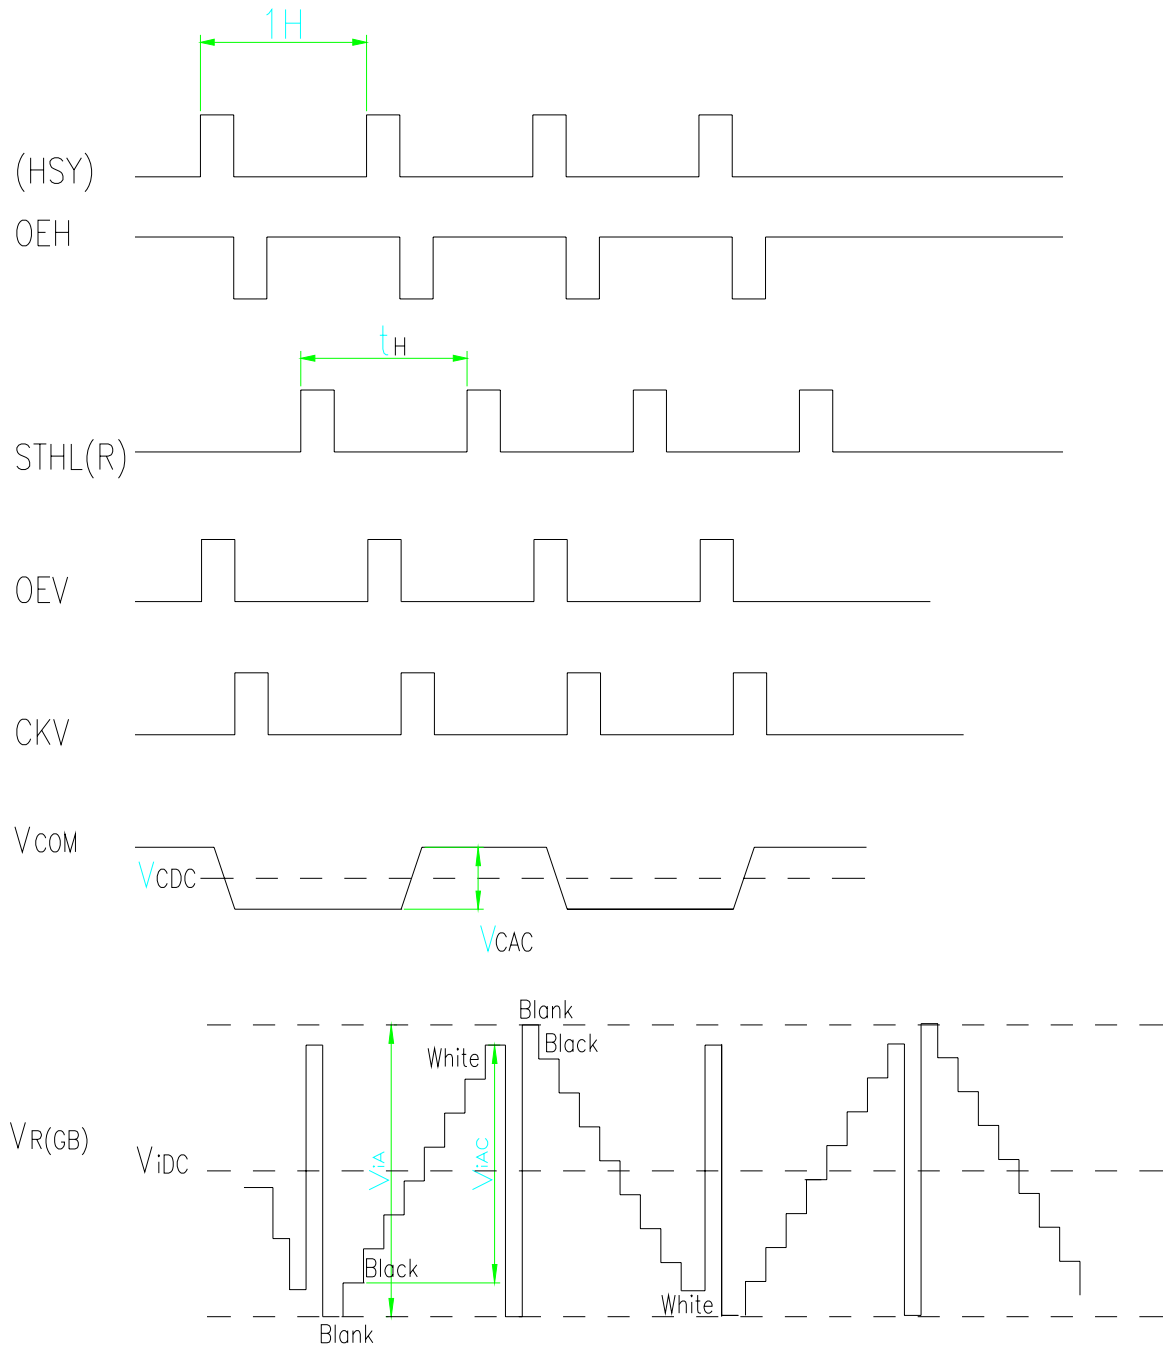 1H
(HSY)
OEH
tH
STHL(R)
OEV
CKV
VCOM
VCDC
VCAC
Blank
White
Black
VR(GB)
ViDC
ViA
ViAC
Black
White
Blank